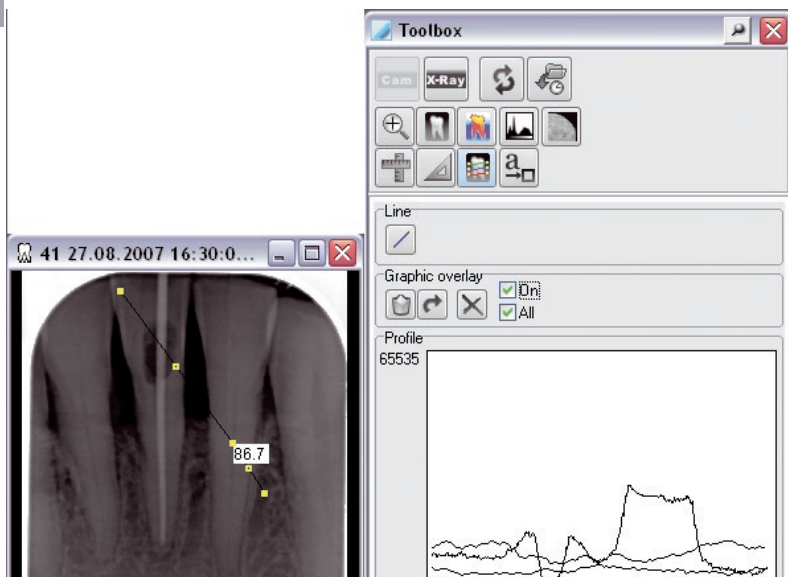 Toolbox
Cam X-Ray
a
Line
Graphic overlay
On
All
Profile
65535
41 27.08.2007 16:30:0...
86.7